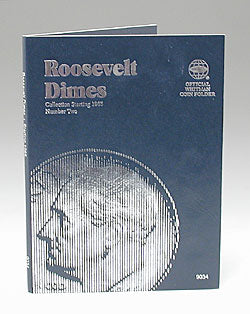 Roosevelt
Dimes
Collection Starting 1965
Number Two
OFFICIAL
WHITMAN
COIN FOLDER
9034